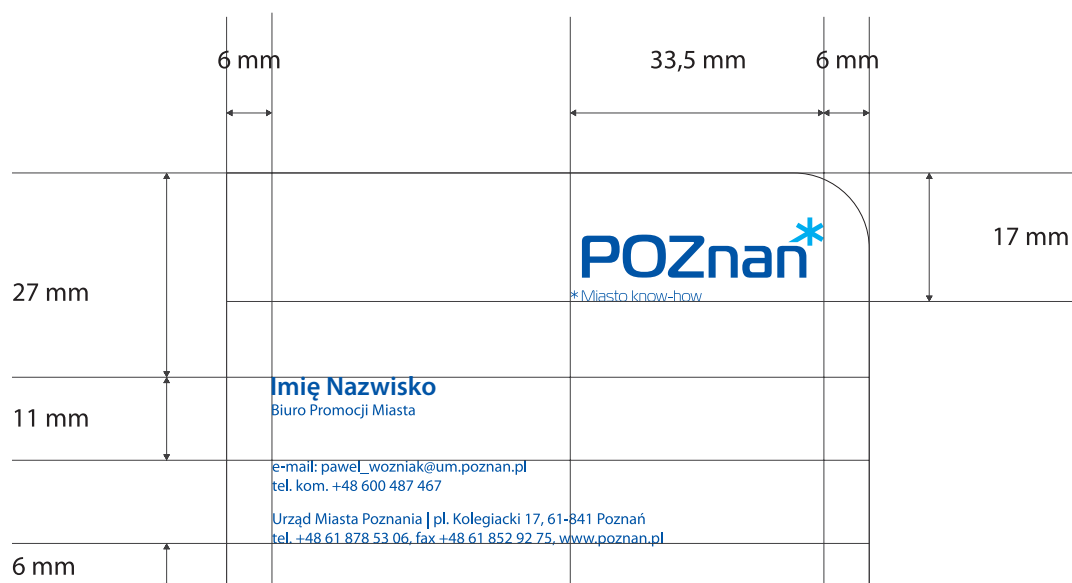 6 mm
33,5 mm
6 mm
17 mm
POZnan*
*Miasto know-how
27 mm
Imię Nazwisko
Biuro Promocji Miasta
11 mm
e-mail: pawel_wozniak@um.poznan.pl
tel. kom. +48 600 487 467
Urząd Miasta Poznania | pl. Kolegiacki 17, 61-841 Poznań
tel. +48 61 878 53 06, fax +48 61 852 92 75, www.poznan.pl
6 mm